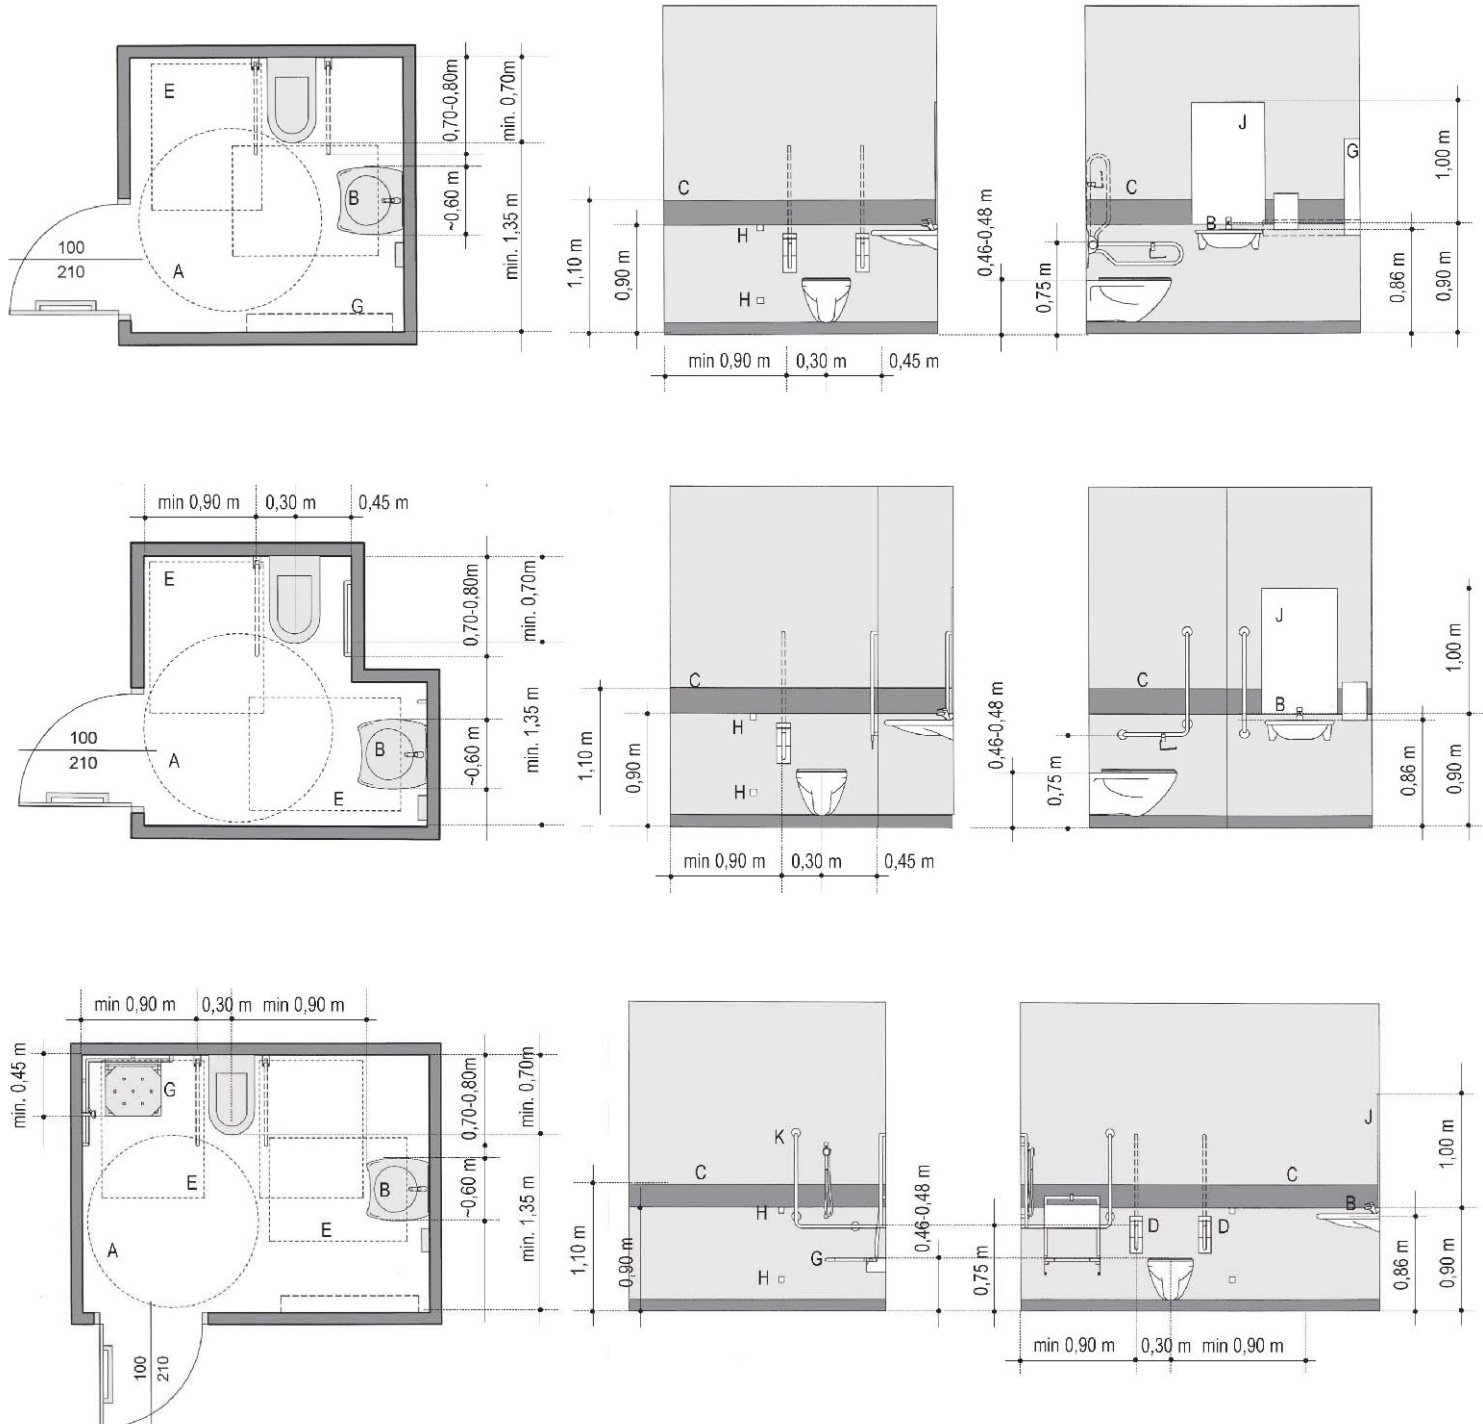 E
0,70-0,80m
min. 0,70m
B
~0.60 m
min. 1,35 m
100
210
A
G
C
H
H
1,10 m
0,90 m
0,46-0,48 m
min 0,90 m
0,30 m
0,45 m
J
G
C
B
1,00 m
0,75 m
0,86 m
0,90 m
min 0,90 m
0,30 m
0,45 m
E
0,70-0,80m
min. 0,70m
100
210
A
B
E
~0,60 m
min. 1,35 m
C
H
H
1,10 m
0,90 m
0,46-0,48 m
min 0,90 m
0,30 m
0,45 m
J
C
B
1,00 m
0,75 m
0,86 m
0,90 m
min 0,90 m
0,30 m
min 0,90 m
min. 0,45 m
G
0,70-0,80m
min. 0,70m
E
B
~0,60 m
A
E
min. 1,35 m
100
210
K
C
H
G
H
1,10 m
0,90 m
0,46-0,48 m
J
C
B
D
D
1,00 m
0,75 m
0,86 m
0,90 m
min 0,90 m
0,30 m
min 0,90 m